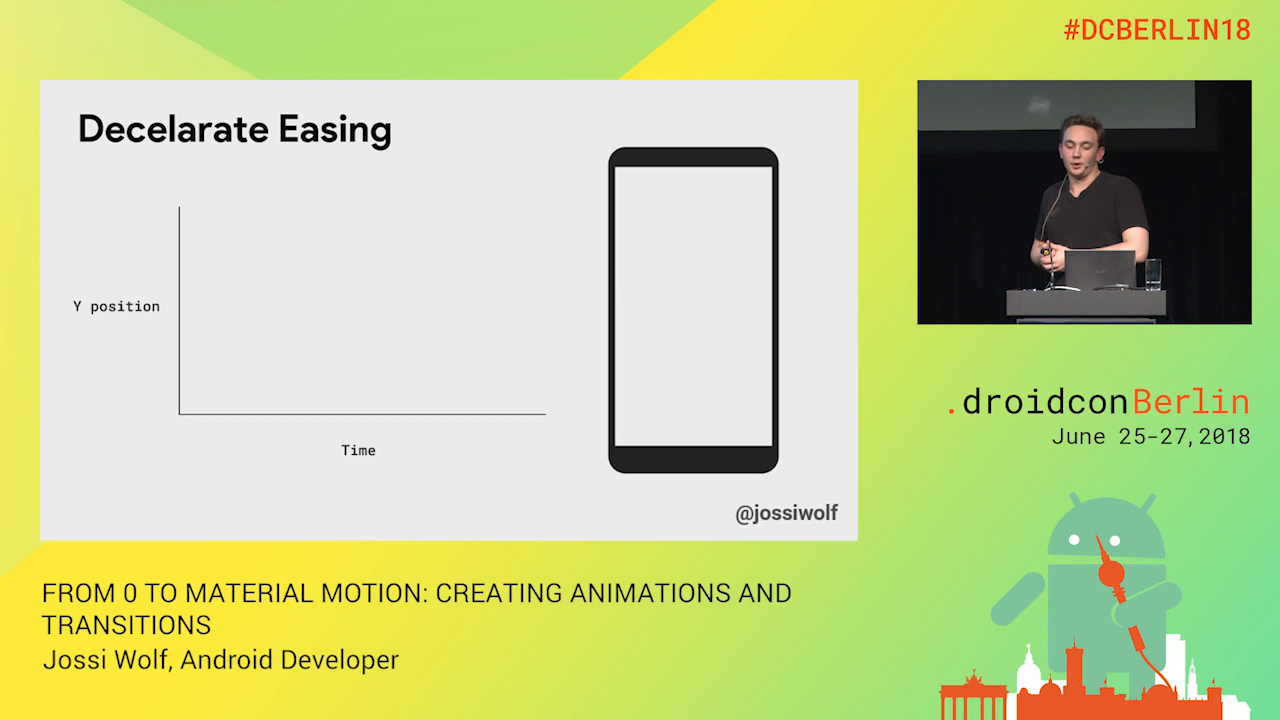 #DCBERLIN18
Decelarate Easing
Y position
Time
@jossiwolf
.droidconBerlin
June 25-27, 2018
FROM 0 TO MATERIAL MOTION: CREATING ANIMATIONS AND
TRANSITIONS
Jossi Wolf, Android Developer